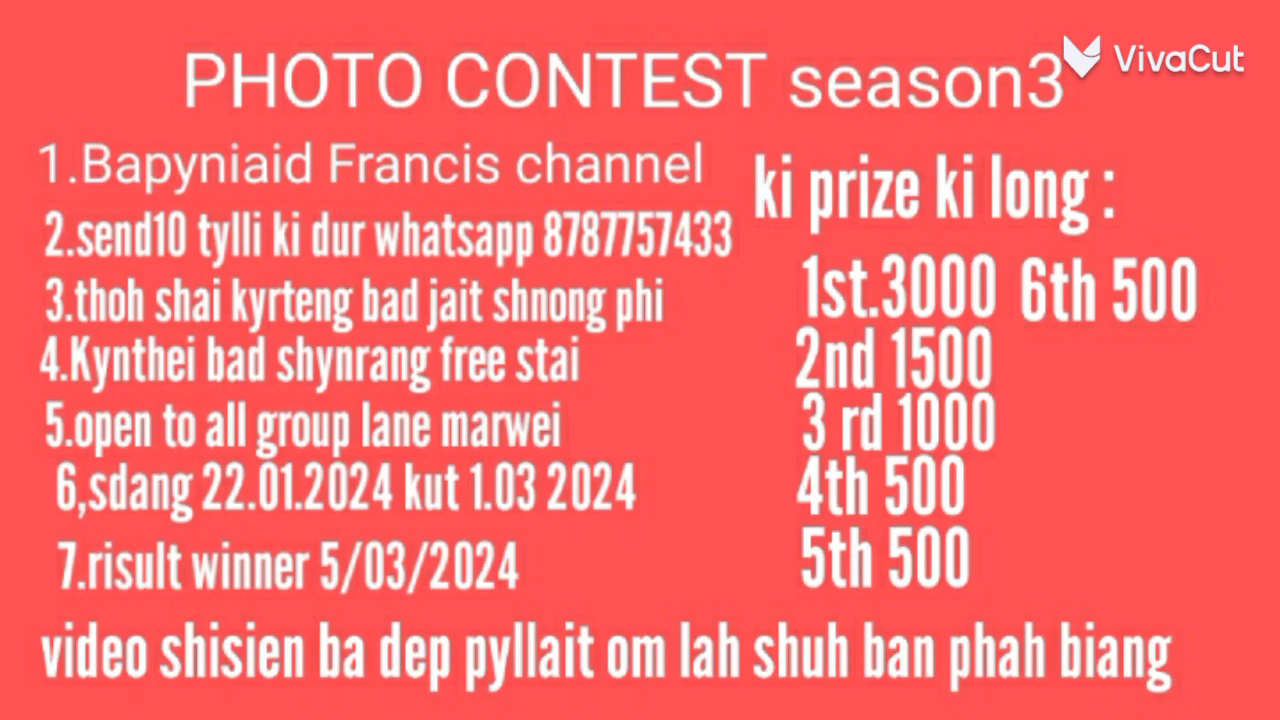 PHOTO CONTEST season3
VivaCut
1.Bapyniaid Francis channel
2.send10 tylli ki dur whatsapp 8787757433
3.thoh shai kyrteng bad jait shnong phi
4.Kynthei bad shynrang free stai
5.open to all group lane marwei
6,sdang 22.01.2024 kut 1.03 2024
7.risult winner 5/03/2024
ki prize ki long :
1st.3000 6th 500
2nd 1500
3 rd 1000
4th 500
5th 500
video shisien ba dep pyllait om lah shuh ban phah biang